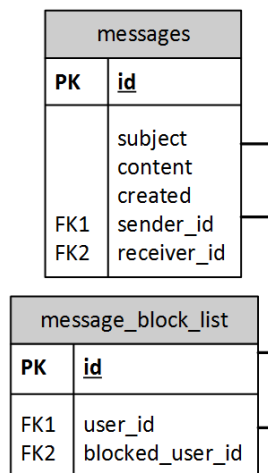 messages
PK id
subject
content
created
FK1 sender_id
FK2 receiver_id
message_block_list
PK id
FK1 user_id
FK2 blocked_user_id